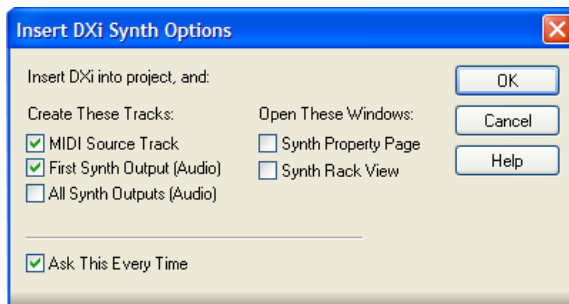 Insert DXi Synth Options
Insert DXi into project, and:
OK
Create These Tracks:
Open These Windows:
Cancel
MIDI Source Track
Synth Property Page
First Synth Output (Audio)
Synth Rack View
Help
All Synth Outputs (Audio)
Ask This Every Time